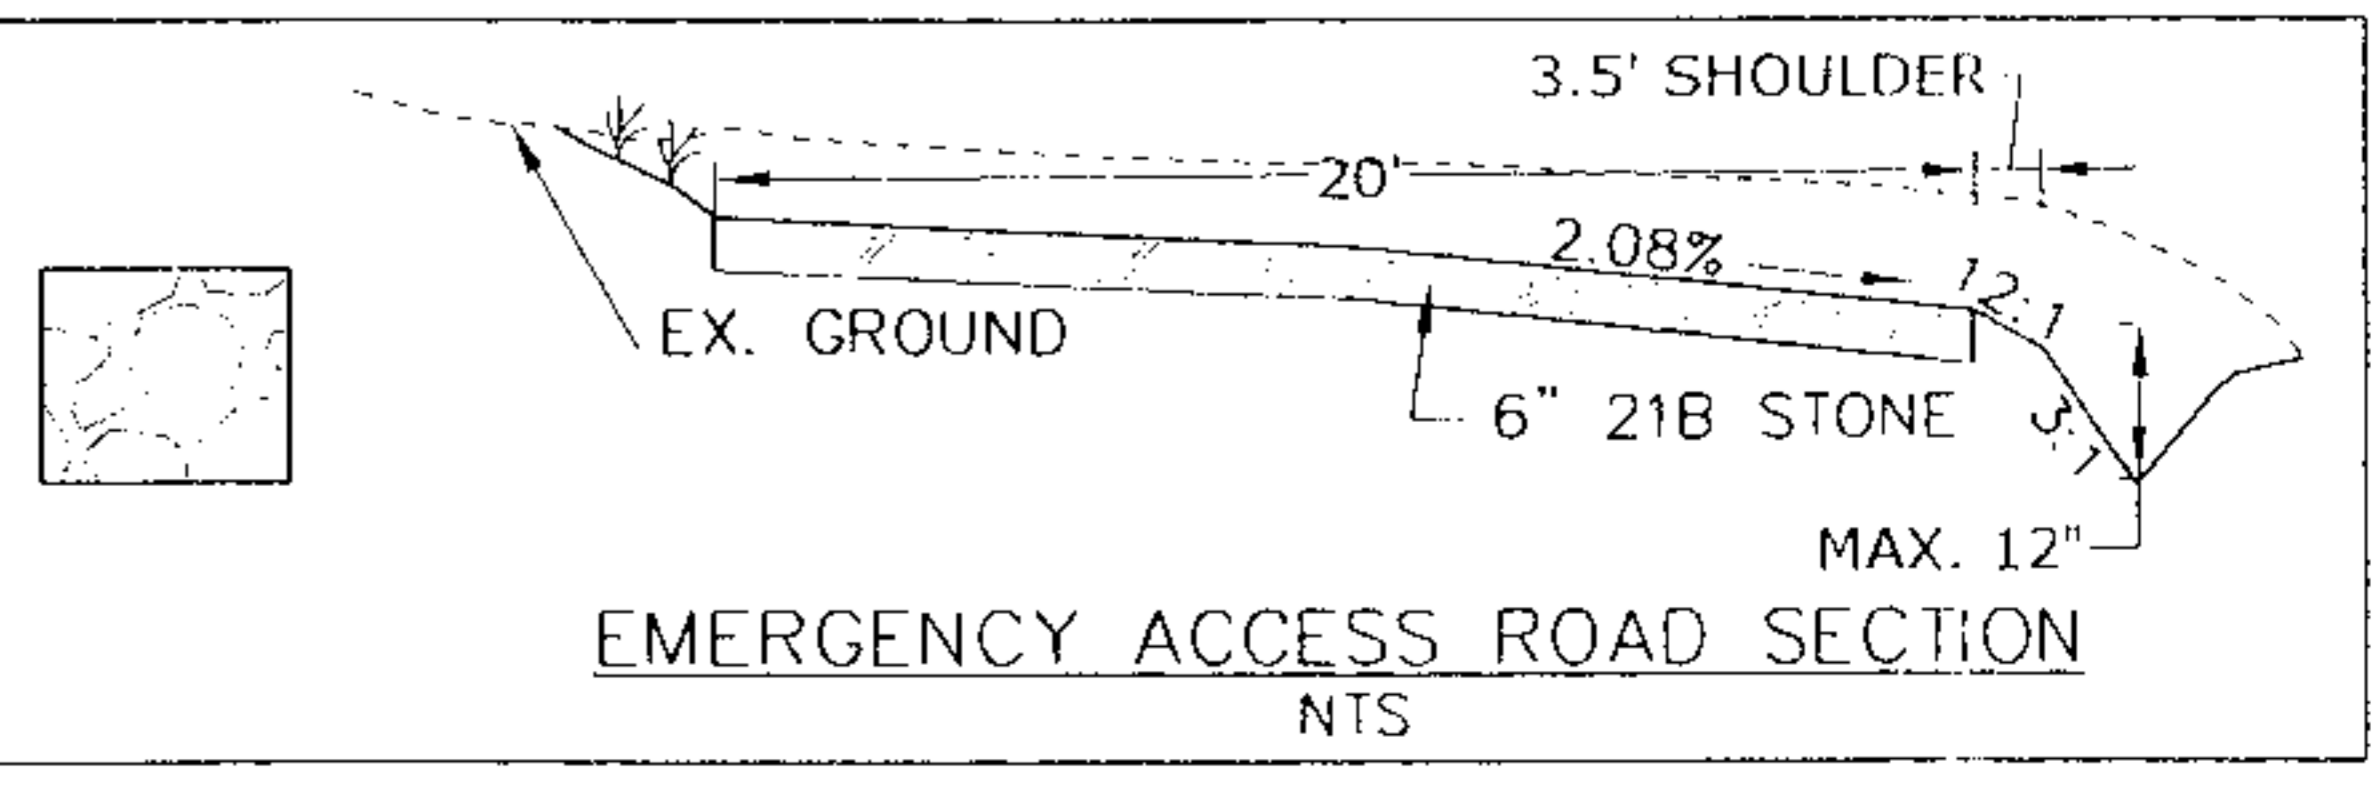 3.5' SHOULDER
20'
2.08%
12:1
EX. GROUND
6" 21B STONE
3:1
MAX. 12"
EMERGENCY ACCESS ROAD SECTION
NTS